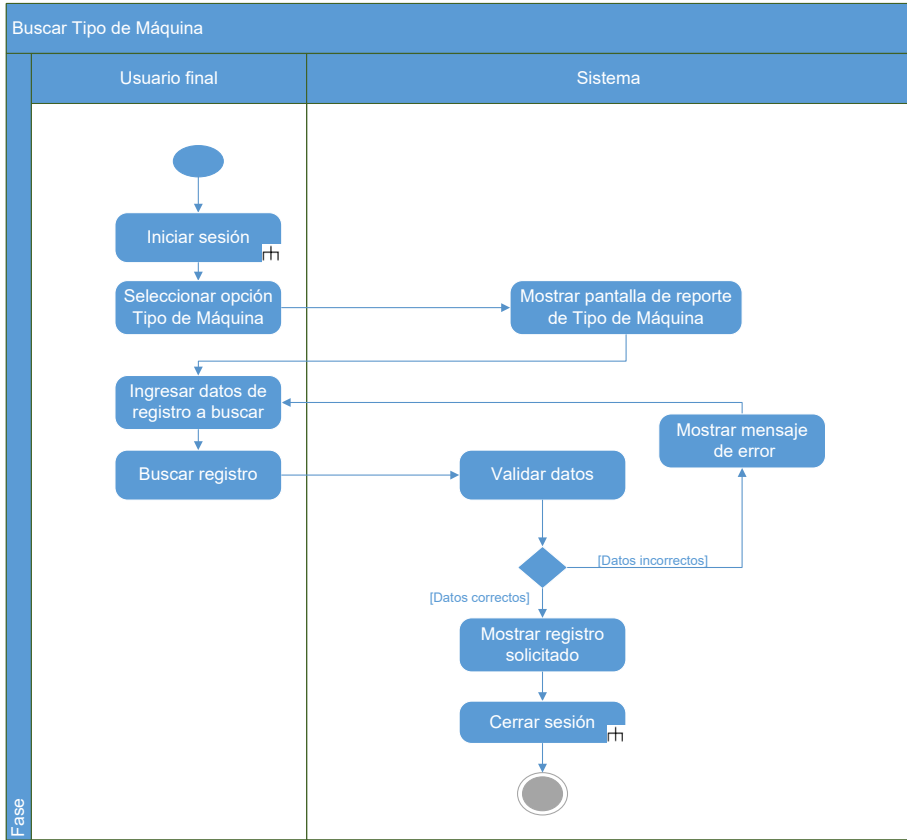 Buscar Tipo de Máquina
Usuario final
Sistema
Fase
Iniciar sesión
Seleccionar opción
Tipo de Máquina
Mostrar pantalla de reporte
de Tipo de Máquina
Ingresar datos de
registro a buscar
Mostrar mensaje
de error
Buscar registro
Validar datos
[Datos incorrectos]
[Datos correctos]
Mostrar registro
solicitado
Cerrar sesión